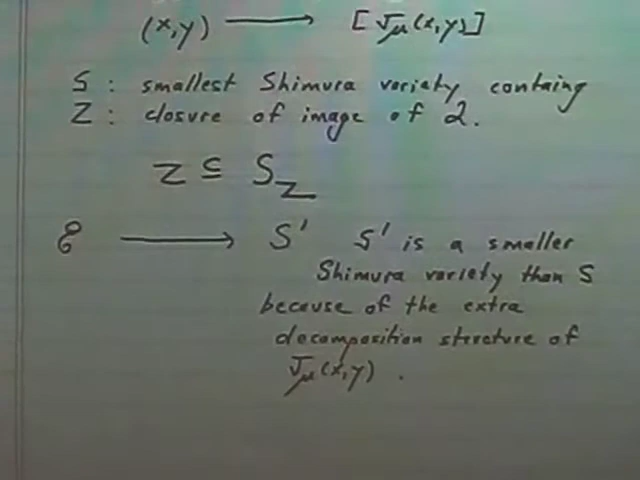 (x,y) ⟶ [J_μ(x,y)]
S : smallest Shimura variety containg
Z : closure of image of α.
Z ⊆ S_Z
⟶ S' S' is a smaller
Shimura variety than S
because of the extra
decomposition structure of
J_μ(x,y) .